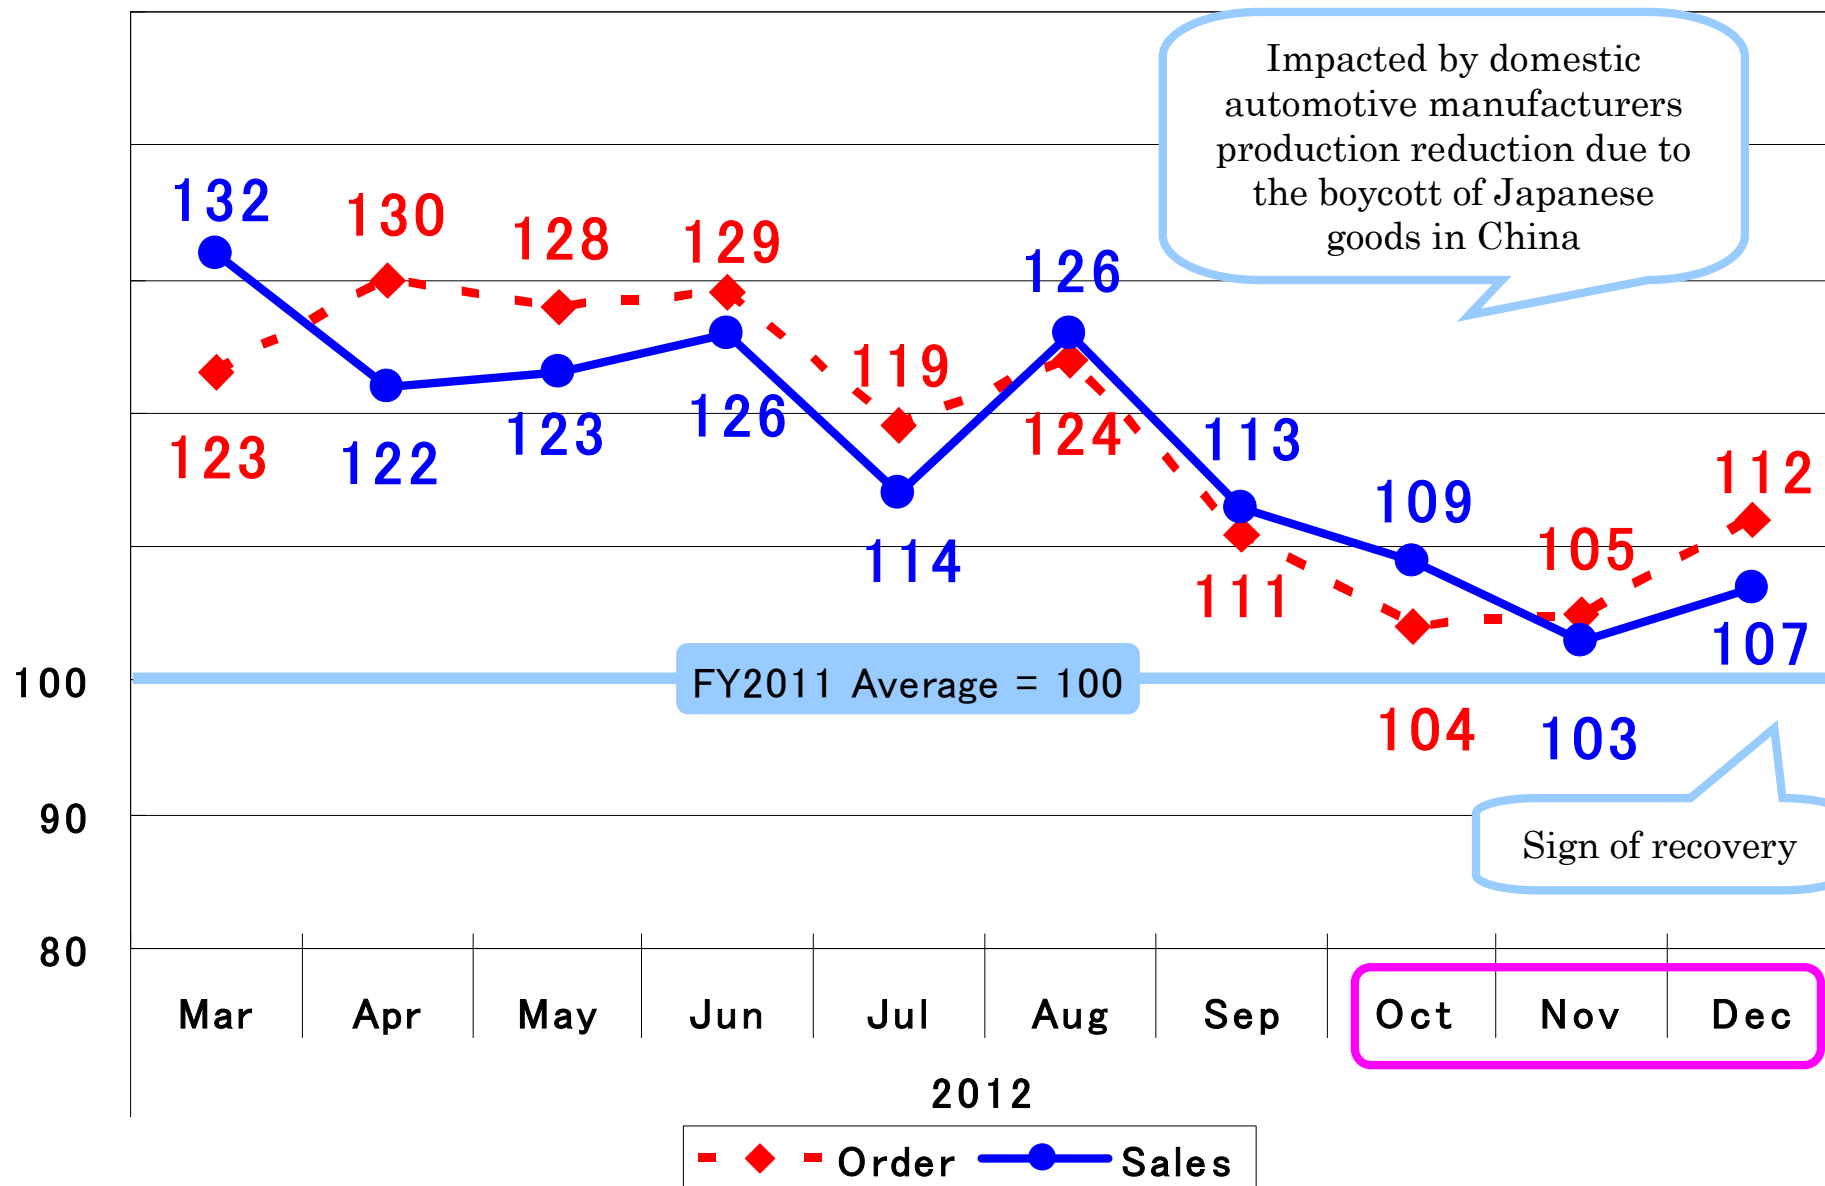 Impacted by domestic
automotive manufacturers
production reduction due to
the boycott of Japanese
goods in China
132
130
128
129
126
123
122
123
126
119
114
124
113
111
109
104
105
103
112
107
100
FY2011 Average = 100
90
Sign of recovery
80
Mar Apr May Jun Jul Aug Sep Oct Nov Dec
2012
Order Sales